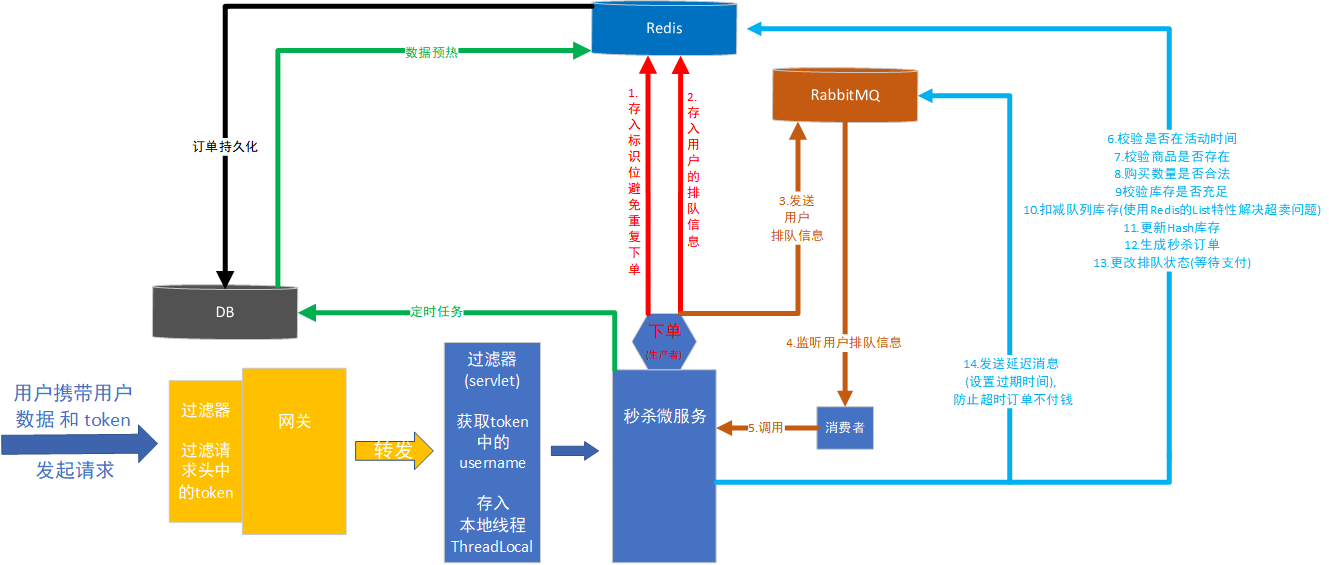 Redis
数据预热
RabbitMQ
订单持久化
1.
存
入
标
识
位
避
免
重
复
下
单
2.
存
入
用
户
的
排
队
信
息
3.发送
用户
排队信息
6.校验是否在活动时间
7.校验商品是否存在
8.购买数量是否合法
9校验库存是否充足
10.扣减队列库存(使用Redis的List特性解决超卖问题)
11.更新Hash库存
12.生成秒杀订单
13.更改排队状态(等待支付)
DB
定时任务
下单
(生产者)
4.监听用户排队信息
14.发送延迟消息
(设置过期时间),
防止超时订单不付钱
用户携带用户
数据 和 token
发起请求
过滤器
过滤请
求头中
的token
网关
转发
过滤器
(servlet)
获取token
中的
username
存入
本地线程
ThreadLocal
秒杀微服务
5.调用
消费者